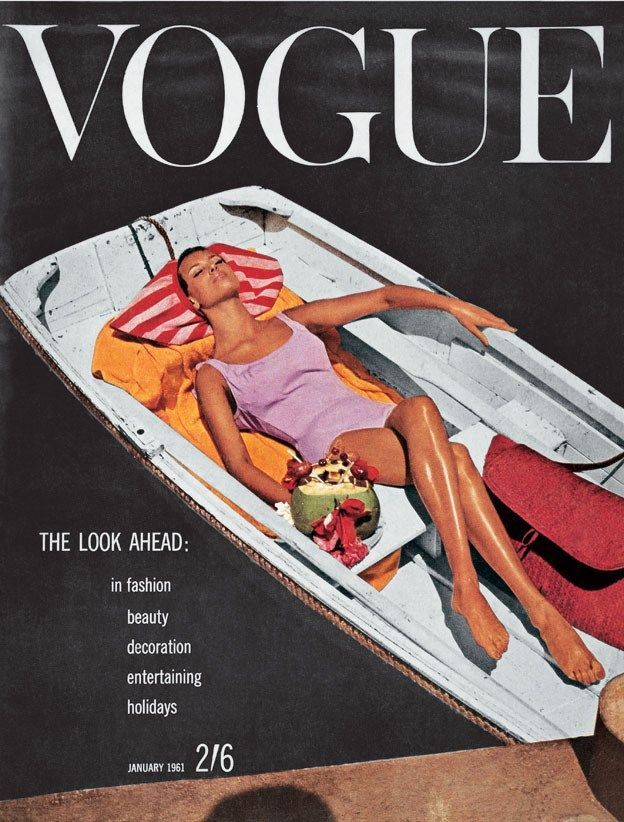 VOGUE
THE LOOK AHEAD:
in fashion
beauty
decoration
entertaining
holidays
JANUARY 1961 2/6